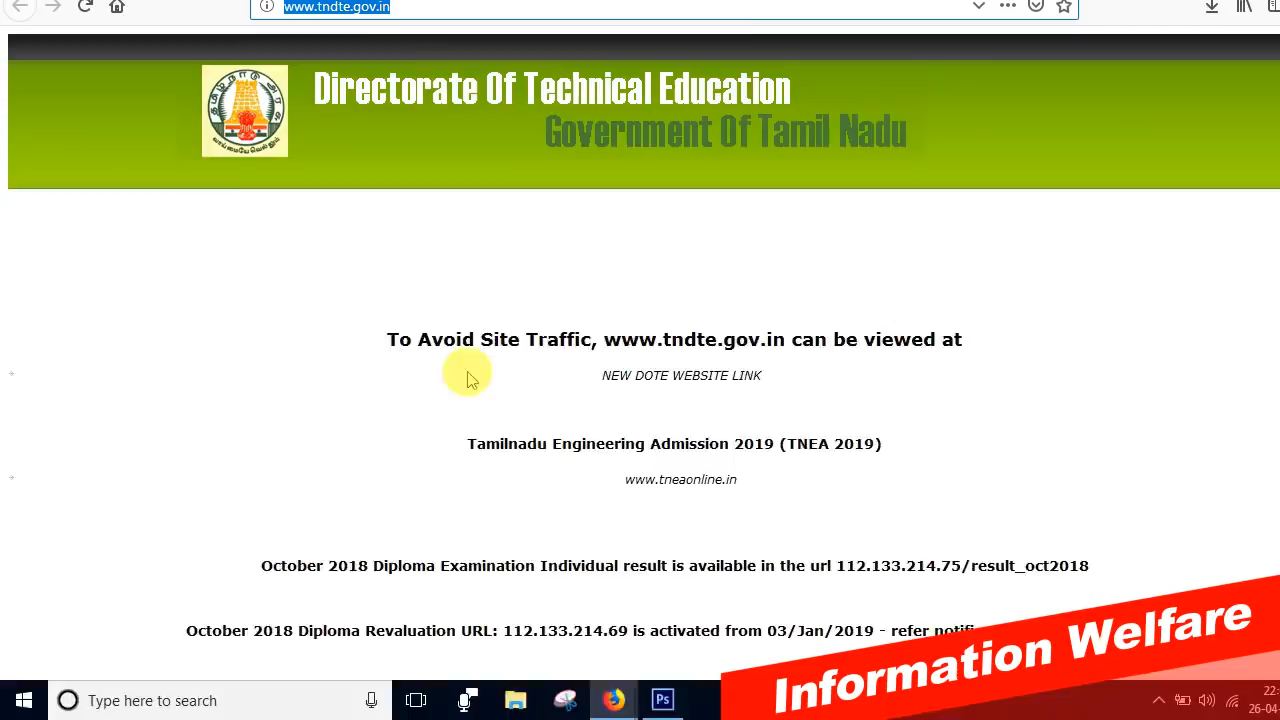 www.tndte.gov.in
Directorate Of Technical Education
Government Of Tamil Nadu
To Avoid Site Traffic, www.tndte.gov.in can be viewed at
NEW DOTE WEBSITE LINK
Tamilnadu Engineering Admission 2019 (TNEA 2019)
www.tneaonline.in
October 2018 Diploma Examination Individual result is available in the url 112.133.214.75/result_oct2018
October 2018 Diploma Revaluation URL: 112.133.214.69 is activated from 03/Jan/2019 - refer
Information Welfare
Type here to search
Ps
22:
26-04-